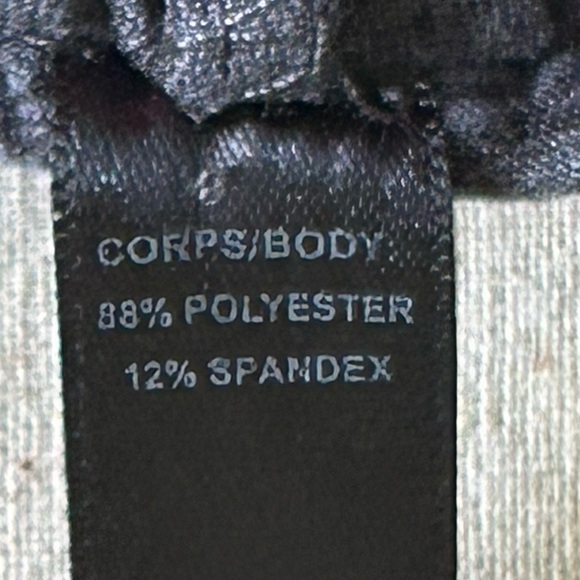 CORPS/BODY:
88% POLYESTER
12% SPANDEX